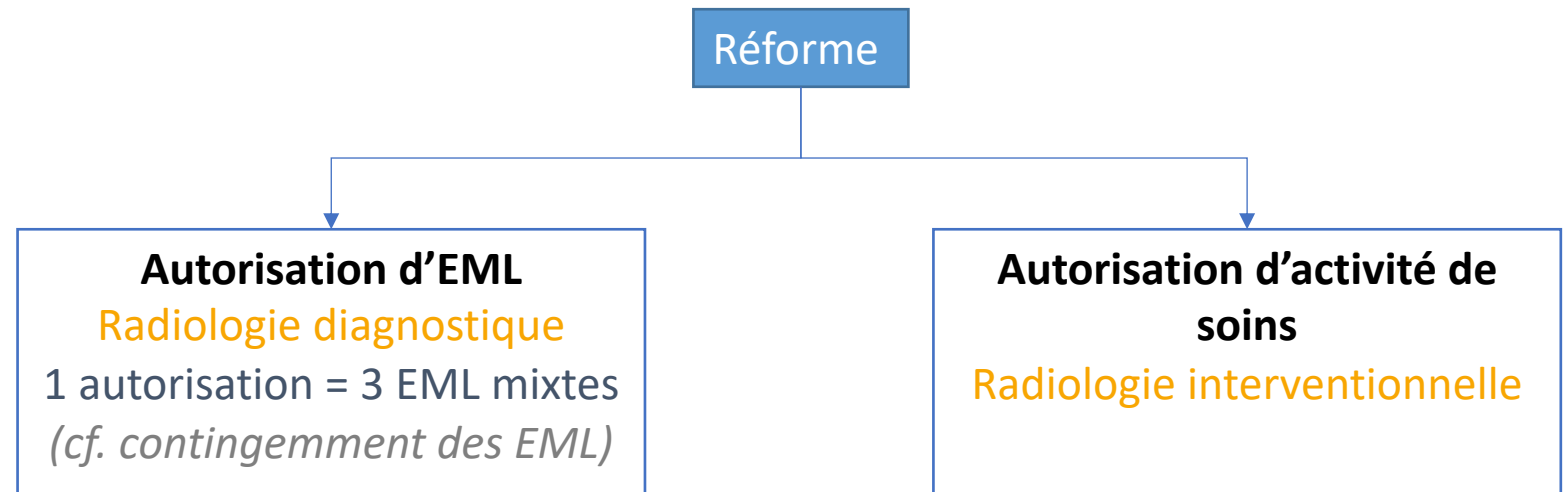 Réforme
Autorisation d’EML
Radiologie diagnostique
1 autorisation = 3 EML mixtes
(cf. contingemment des EML)
Autorisation d’activité de
soins
Radiologie interventionnelle